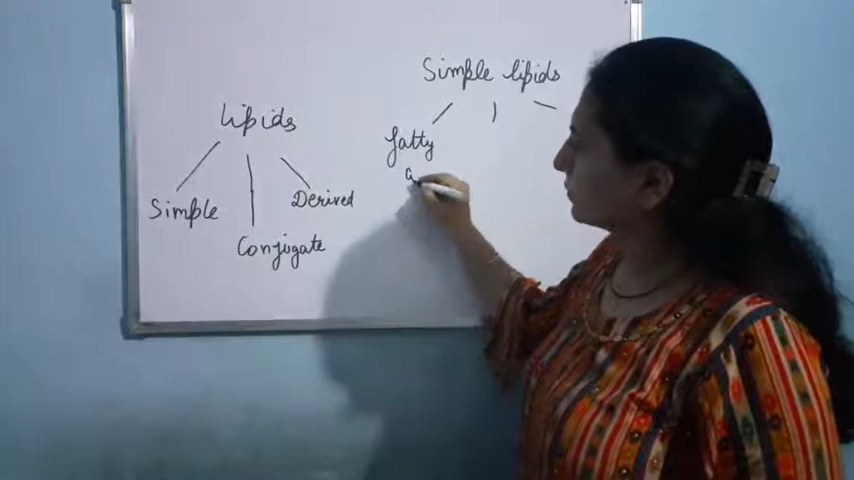 Simple lipids
lipids
fatty
a
Simple
Derived
Conjugate